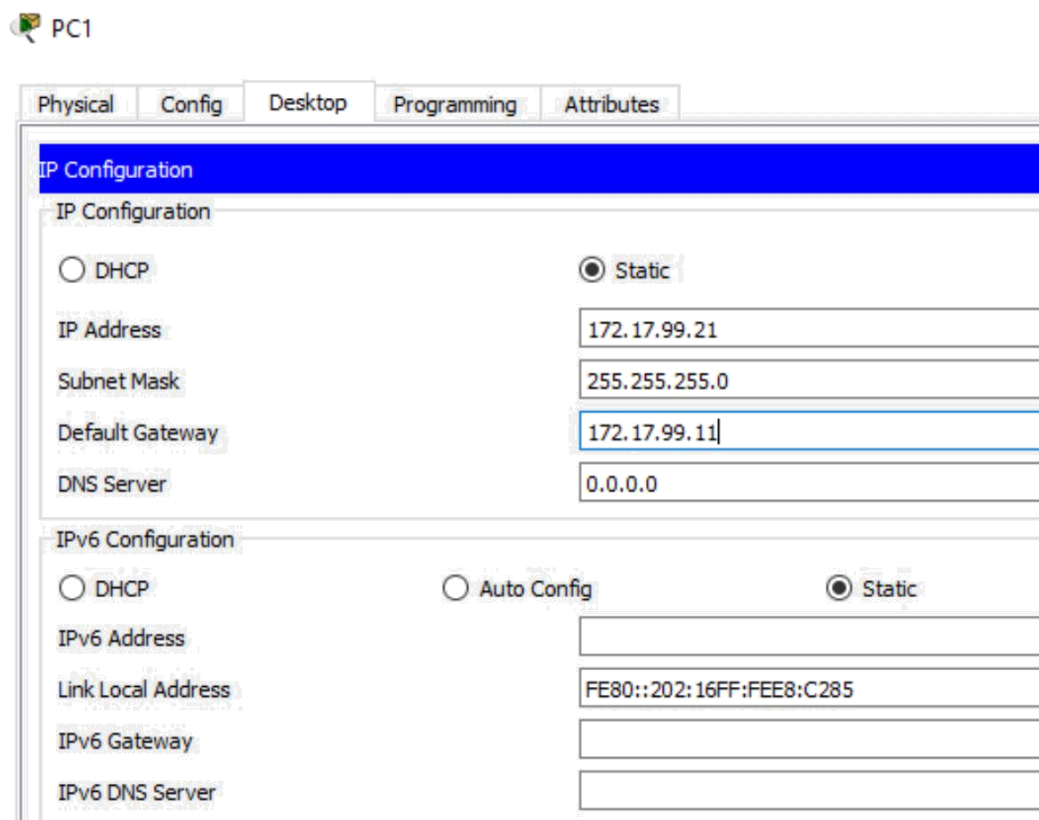 PC1
Physical Config Desktop Programming Attributes
IP Configuration
IP Configuration
DHCP Static
IP Address 172.17.99.21
Subnet Mask 255.255.255.0
Default Gateway 172.17.99.11
DNS Server 0.0.0.0
IPv6 Configuration
DHCP Auto Config Static
IPv6 Address
Link Local Address FE80::202:16FF:FEE8:C285
IPv6 Gateway
IPv6 DNS Server